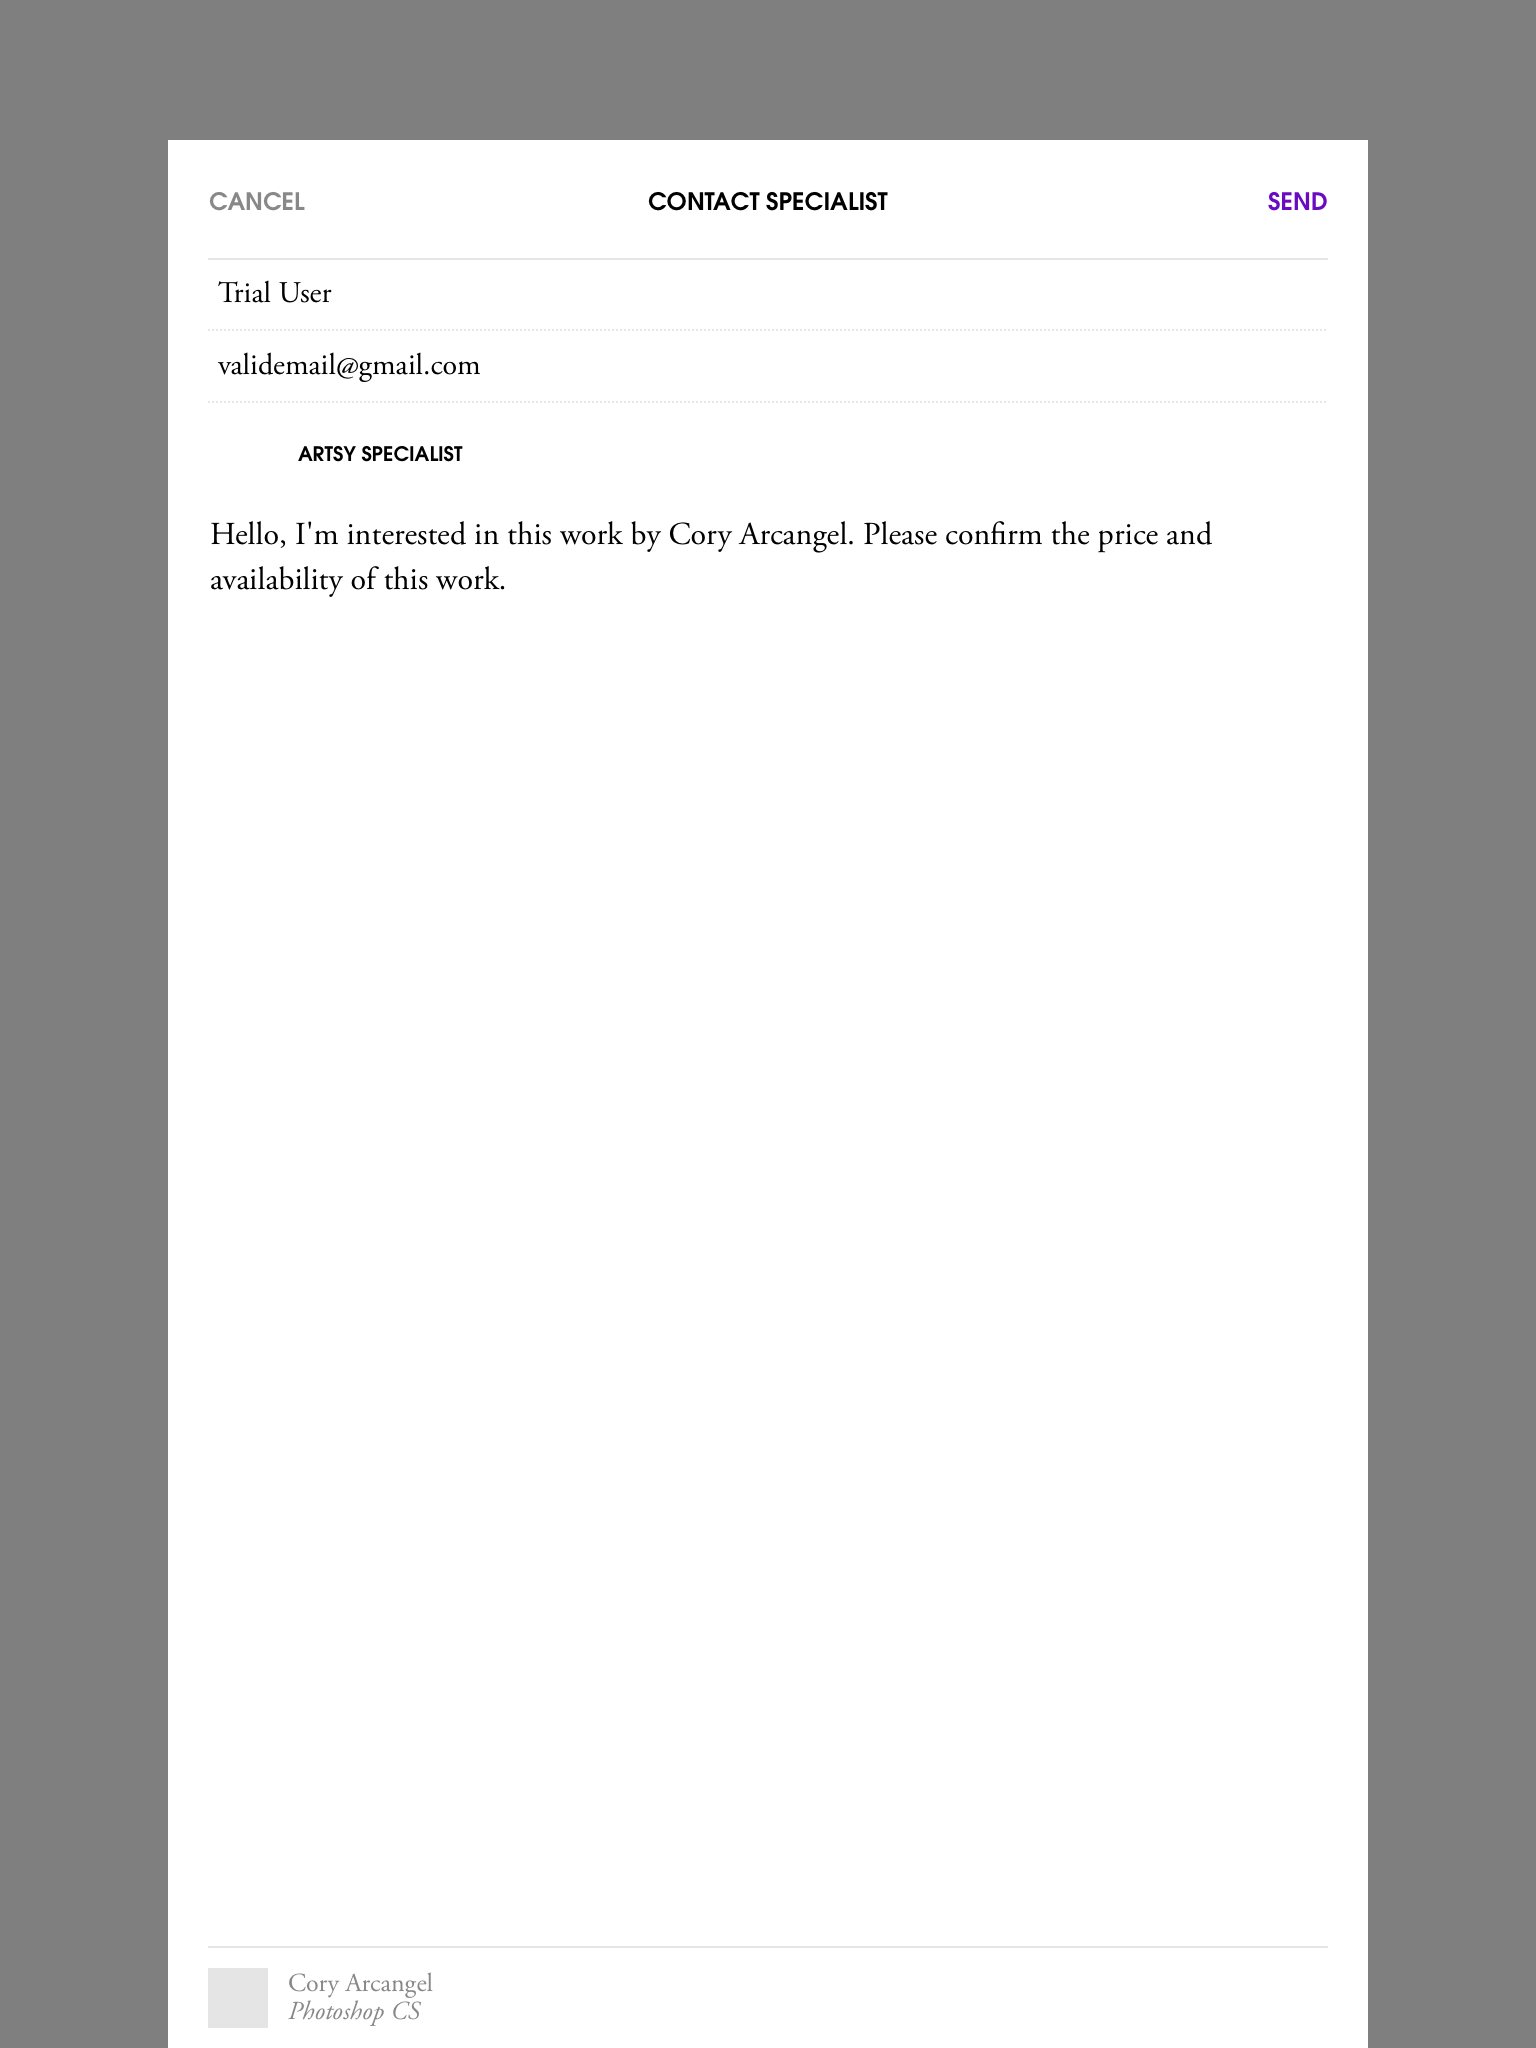 CANCEL CONTACT SPECIALIST SEND
Trial User
validemail@gmail.com
ARTSY SPECIALIST
Hello, I'm interested in this work by Cory Arcangel. Please confirm the price and
availability of this work.
Cory Arcangel
Photoshop CS